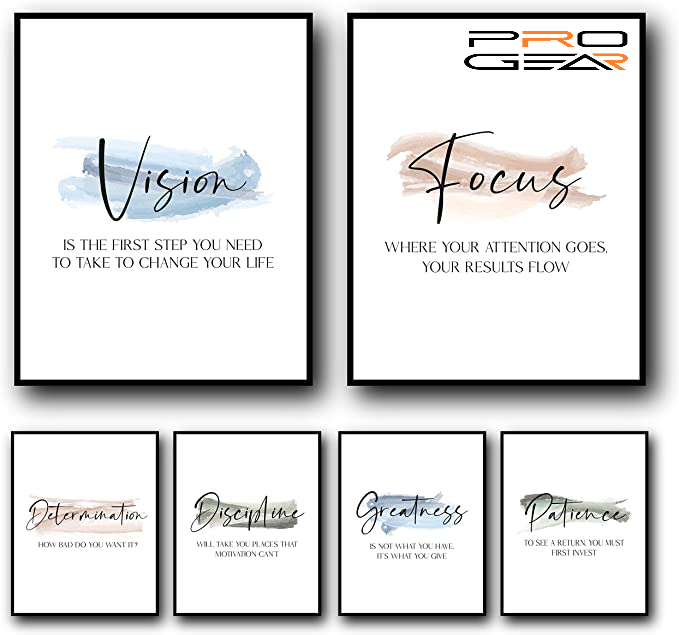 PRO
GEAR
Vision
IS THE FIRST STEP YOU NEED
TO TAKE TO CHANGE YOUR LIFE
Focus
WHERE YOUR ATTENTION GOES,
YOUR RESULTS FLOW
Determination
HOW BAD DO YOU WANT IT?
Discipline
WILL TAKE YOU PLACES THAT
MOTIVATION CAN'T
Greatness
IS NOT WHAT YOU HAVE,
IT'S WHAT YOU GIVE
Patience
TO SEE A RETURN, YOU MUST
FIRST INVEST